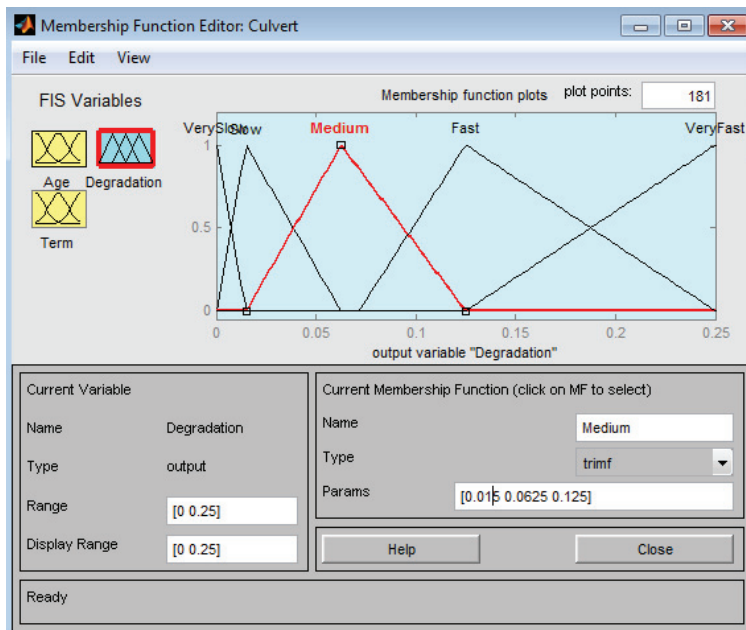 Membership Function Editor: Culvert
File Edit View
FIS Variables
Membership function plots plot points: 181
VerySlow Slow Medium Fast VeryFast
Age Degradation
Term
1
0.5
0
0 0.05 0.1 0.15 0.2 0.25
output variable "Degradation"
Current Variable
Name Degradation
Type output
Range [0 0.25]
Display Range [0 0.25]
Current Membership Function (click on MF to select)
Name Medium
Type trimf
Params [0.015 0.0625 0.125]
Help Close
Ready